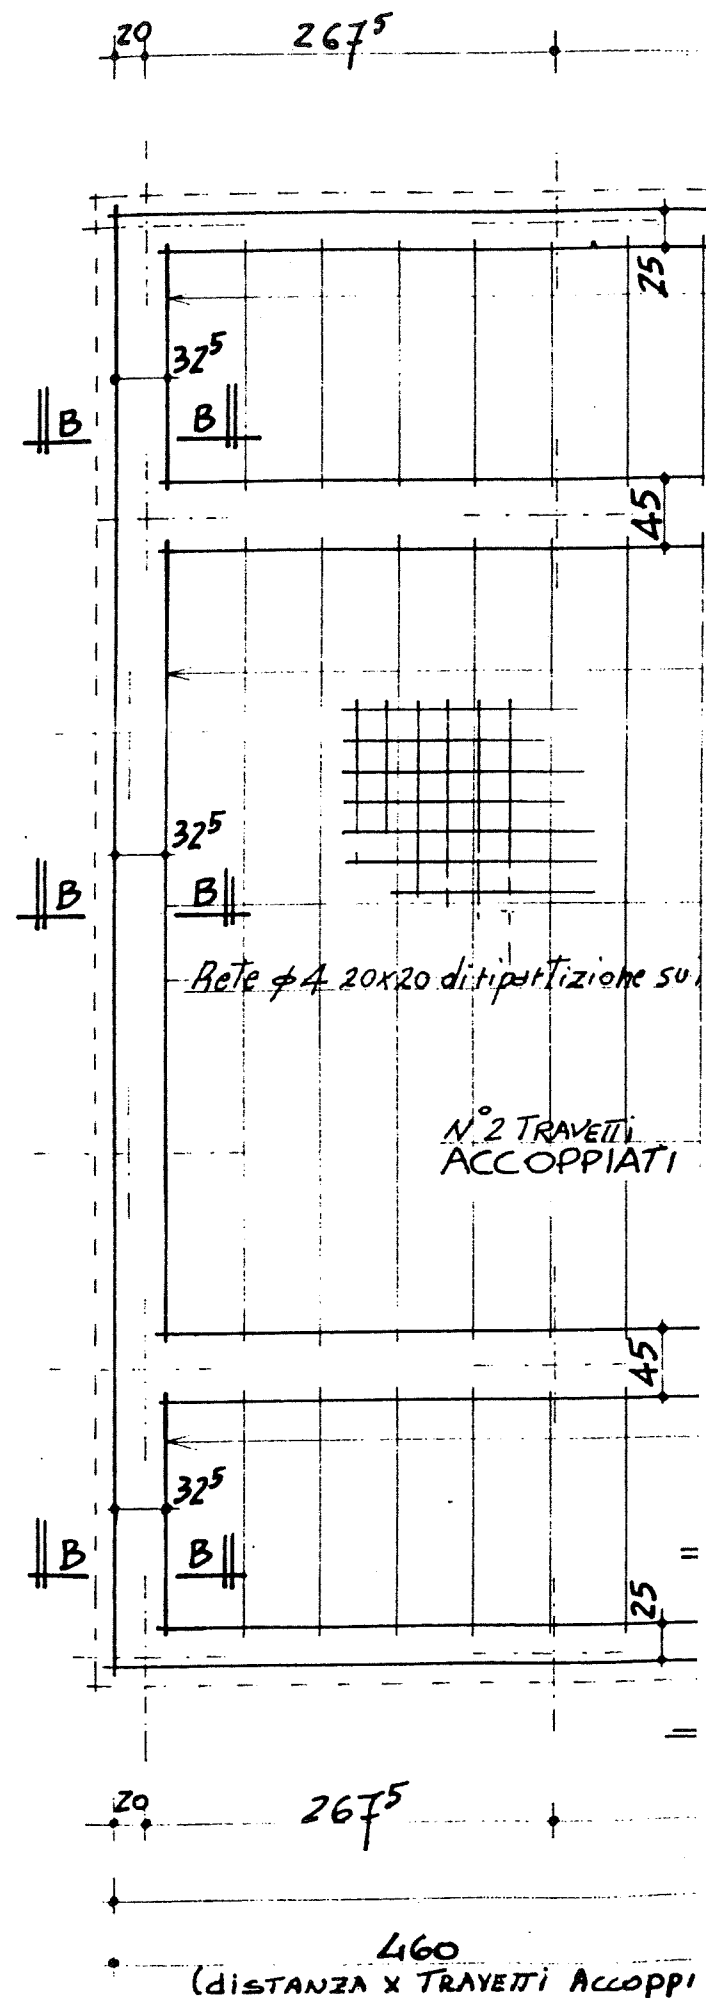 20 267⁵
25
32⁵
B B
45
32⁵
B B
Rete φ4 20x20 di ripartizione su
N° 2 TRAVETTi
ACCOPPIATI
45
32⁵
B B
25
20 267⁵
460
(diSTANZA X TRAVETTi Accoppi